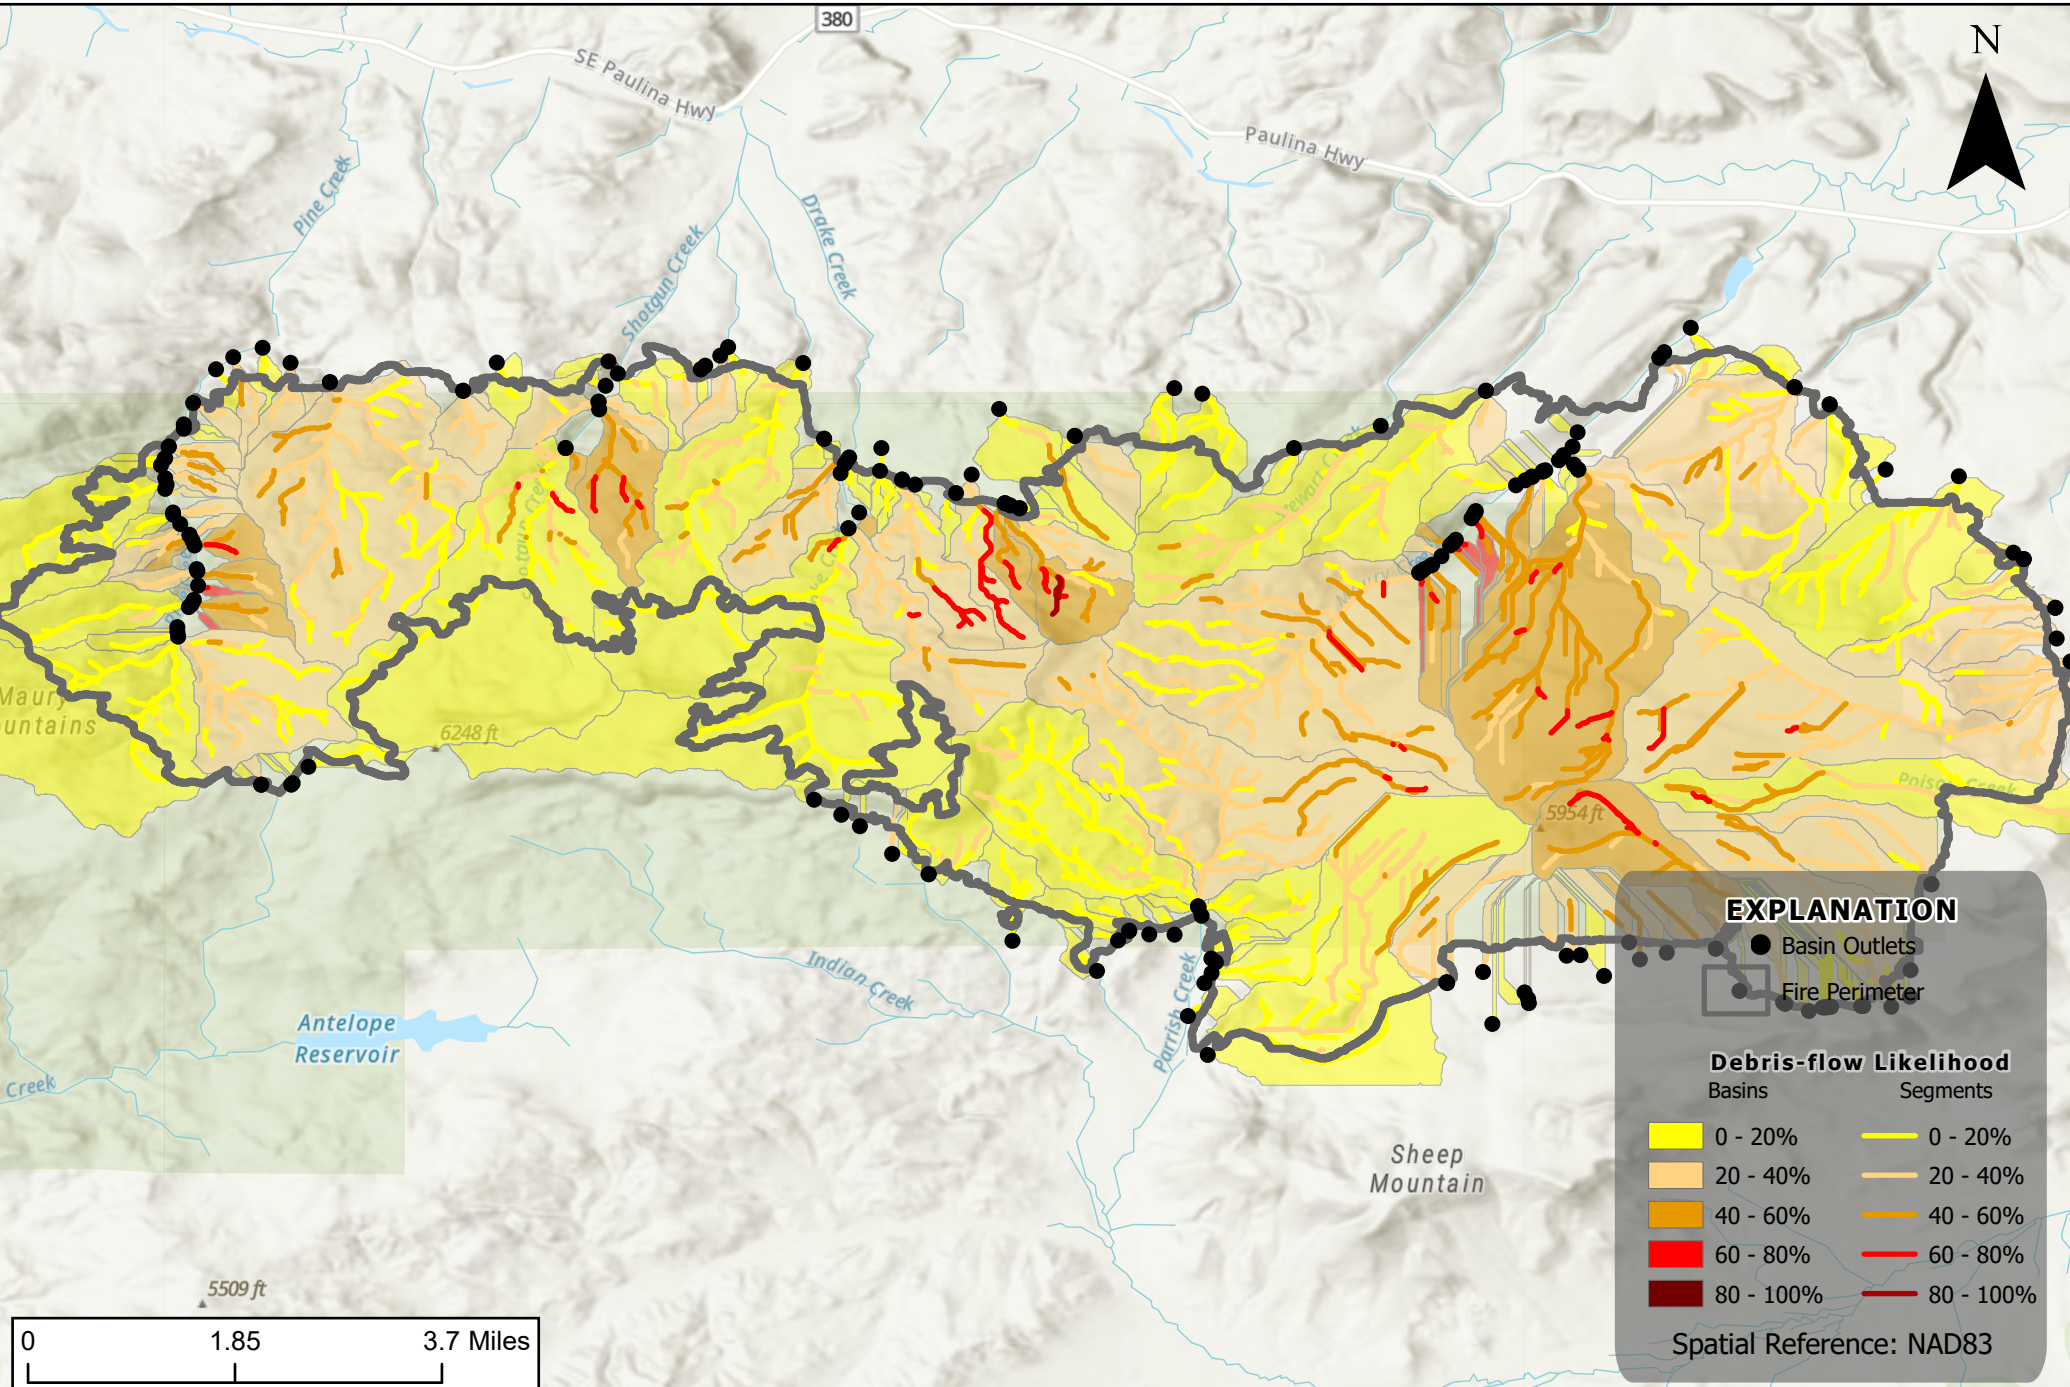 380
N
SE Paulina Hwy
Paulina Hwy
Pine Creek
Drake Creek
Shotgun Creek
Maury
6248 ft
Poison Creek
5954 ft
Indian Creek
Parrish Creek
Antelope
Reservoir
Creek
Sheep
Mountain
5509 ft
0 1.85 3.7 Miles
EXPLANATION
Basin Outlets
Fire Perimeter
Debris-flow Likelihood
Basins Segments
0 - 20% 0 - 20%
20 - 40% 20 - 40%
40 - 60% 40 - 60%
60 - 80% 60 - 80%
80 - 100% 80 - 100%
Spatial Reference: NAD83